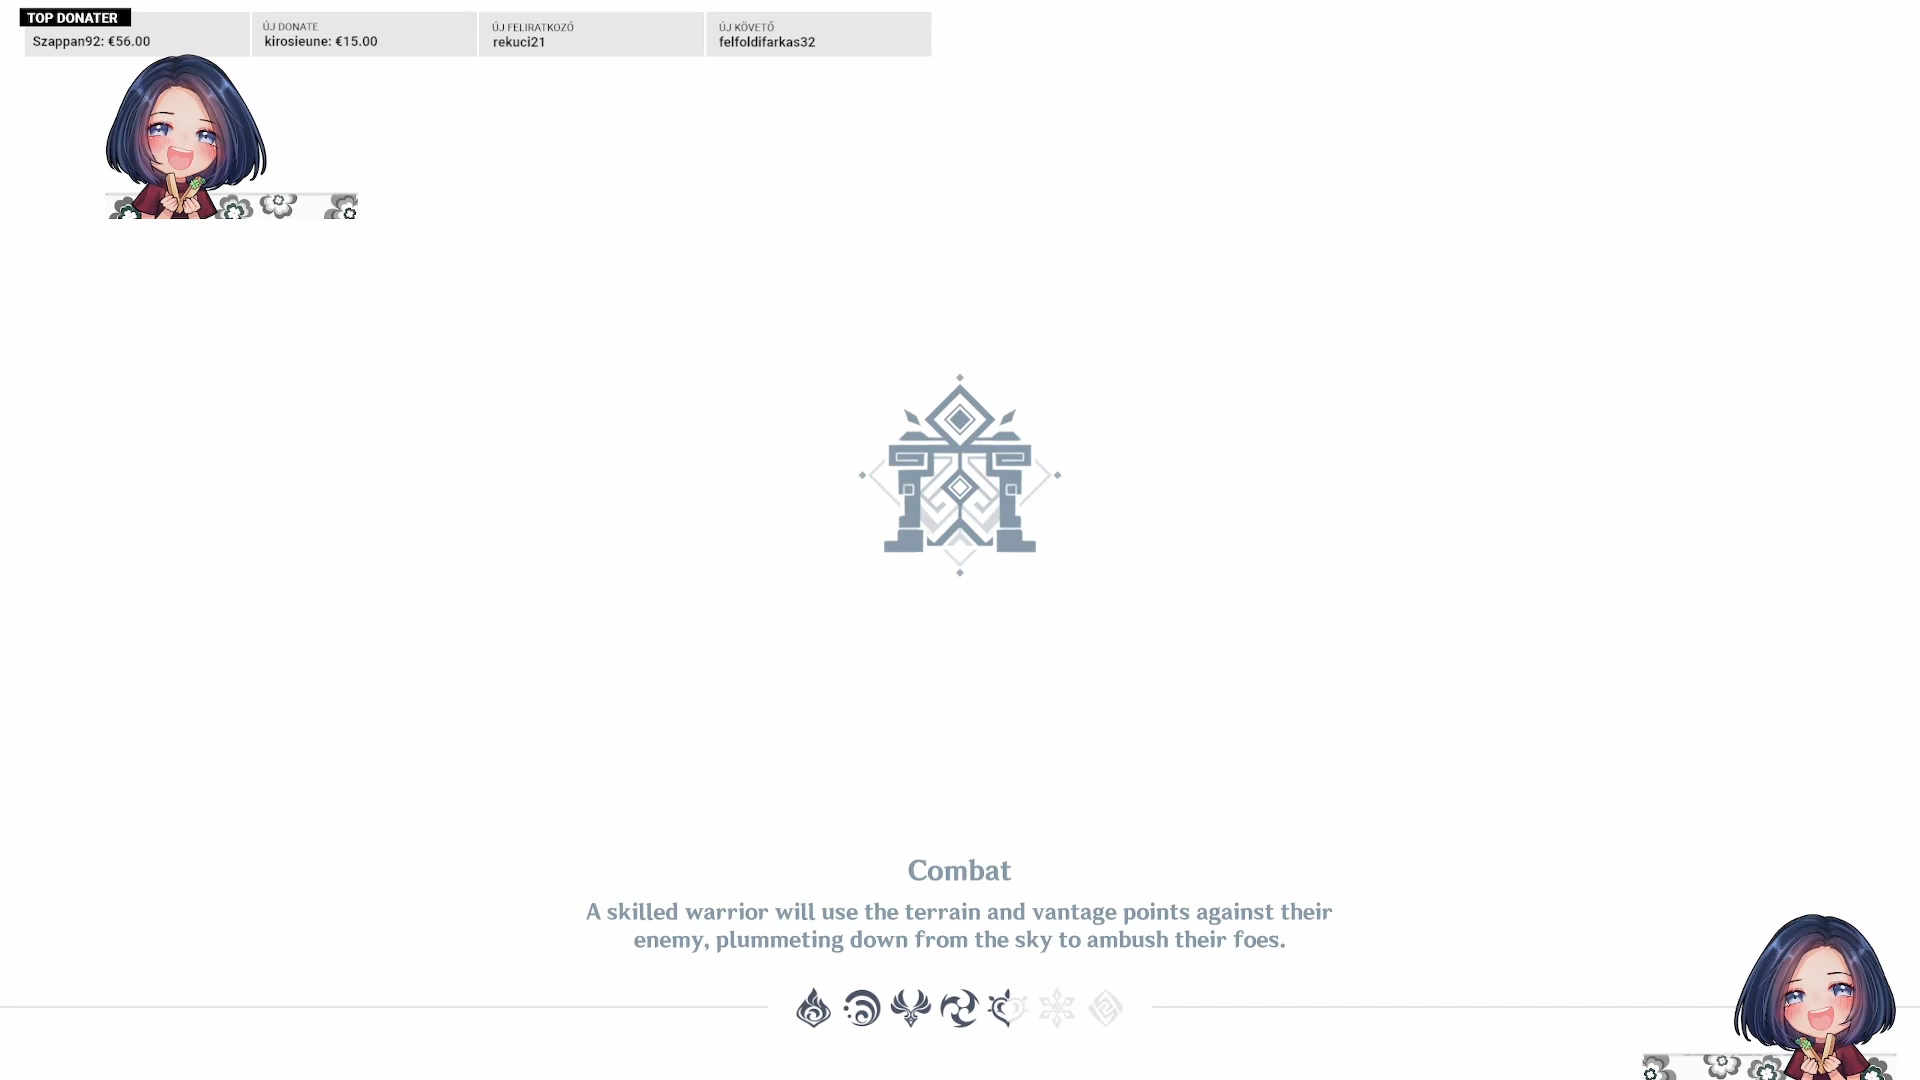 TOP DONATER
Szappan92: €56.00
ÚJ DONATE
kirosieune: €15.00
ÚJ FELIRATKOZÓ
rekuci21
ÚJ KÖVETŐ
felfoldifarkas32
Combat
A skilled warrior will use the terrain and vantage points against their
enemy, plummeting down from the sky to ambush their foes.